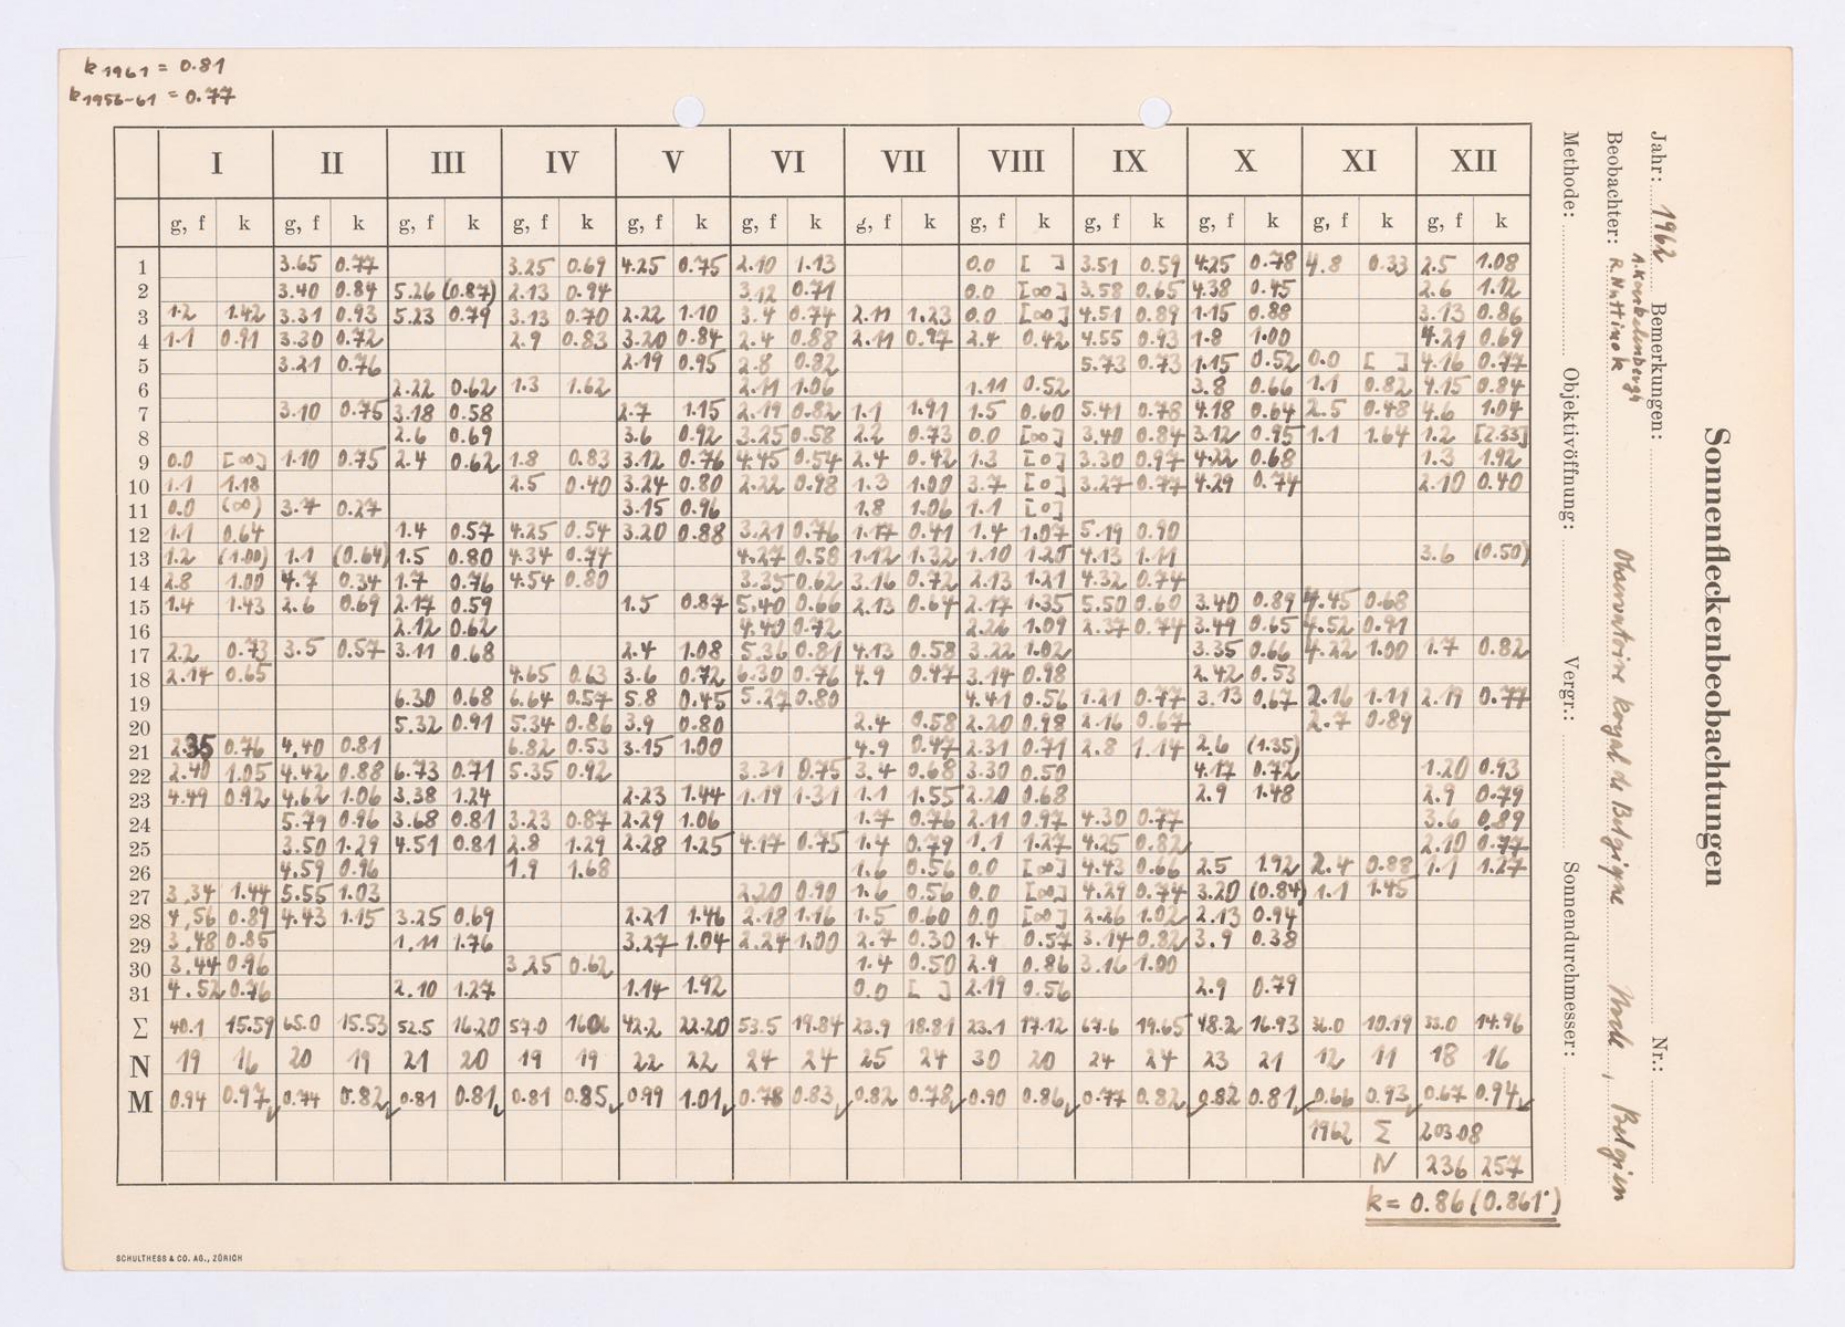 k 1961 = 0.81
k 1956-61 = 0.77
I II III IV V VI VII VIII IX X XI XII
g, f k g, f k g, f k g, f k g, f k g, f k g, f k g, f k g, f k g, f k g, f k g, f k
1 3.65 0.77 3.25 0.69 4.25 0.75 2.10 1.13 0.0 [ ] 3.51 0.59 4.25 0.78 4.8 0.33 2.5 1.08
2 3.40 0.84 5.26 (0.87) 2.13 0.94 3.12 0.71 0.0 [∞] 3.58 0.65 4.38 0.45 2.6 1.12
3 1.2 1.42 3.31 0.93 5.23 0.79 3.13 0.70 2.22 1.10 3.4 0.74 2.11 1.23 0.0 [∞] 4.51 0.89 1.15 0.88 3.13 0.86
4 1.1 0.91 3.30 0.72 2.9 0.83 3.20 0.84 2.4 0.88 2.11 0.97 2.4 0.42 4.55 0.93 1.8 1.00 4.21 0.69
5 3.21 0.76 2.19 0.95 2.8 0.82 5.73 0.73 1.15 0.52 0.0 [ ] 4.16 0.77
6 2.22 0.62 1.3 1.62 2.11 1.06 1.11 0.52 3.8 0.66 1.1 0.82 4.15 0.84
7 3.10 0.75 3.18 0.58 2.7 1.15 2.19 0.82 1.1 1.91 1.5 0.60 5.41 0.78 4.18 0.64 2.5 0.48 4.6 1.04
8 2.6 0.69 3.6 0.92 3.25 0.58 2.2 0.73 0.0 [∞] 3.40 0.84 3.12 0.95 1.1 1.64 1.2 [2.33]
9 0.0 [∞] 1.10 0.75 2.4 0.62 1.8 0.83 3.12 0.76 4.45 0.54 2.4 0.42 1.3 [0] 3.30 0.97 4.22 0.68 1.3 1.92
10 1.1 1.18 2.5 0.40 3.24 0.80 2.22 0.98 1.3 1.00 3.7 [0] 3.27 0.77 4.29 0.74 2.10 0.40
11 0.0 (∞) 3.7 0.27 3.15 0.96 1.8 1.06 1.1 [0]
12 1.1 0.64 1.4 0.57 4.25 0.54 3.20 0.88 3.21 0.76 1.17 0.41 1.4 1.07 5.19 0.90
13 1.2 (1.00) 1.1 (0.64) 1.5 0.80 4.34 0.74 4.27 0.58 1.12 1.32 1.10 1.25 4.13 1.11 3.6 (0.50)
14 2.8 1.00 4.7 0.34 1.7 0.76 4.54 0.80 3.35 0.62 3.16 0.72 2.13 1.21 4.32 0.74
15 1.4 1.43 2.6 0.69 2.17 0.59 1.5 0.87 5.40 0.66 2.13 0.64 2.17 1.35 5.50 0.60 3.40 0.89 4.45 0.68
16 2.12 0.62 4.40 0.72 2.26 1.09 2.37 0.74 3.49 0.65 4.52 0.91
17 2.2 0.73 3.5 0.57 3.11 0.68 2.4 1.08 5.36 0.81 4.13 0.58 3.22 1.02 3.35 0.66 4.22 1.00 1.7 0.82
18 2.14 0.65 4.65 0.63 3.6 0.72 6.30 0.76 4.9 0.47 3.14 0.98 2.42 0.53
19 6.30 0.68 6.64 0.57 5.8 0.45 5.27 0.80 4.41 0.56 1.21 0.77 3.13 0.67 2.16 1.11 2.19 0.77
20 5.32 0.91 5.34 0.86 3.9 0.80 2.4 0.58 2.20 0.98 2.16 0.67 2.7 0.89
21 2.35 0.76 4.40 0.81 6.82 0.53 3.15 1.00 4.9 0.47 2.31 0.71 2.8 1.14 2.6 (1.35)
22 2.40 1.05 4.42 0.88 6.73 0.71 5.35 0.92 3.31 0.75 3.4 0.68 3.30 0.50 4.17 0.72 1.20 0.93
23 4.49 0.92 4.62 1.06 3.38 1.24 2.23 1.44 1.19 1.31 1.1 1.55 2.20 0.68 2.9 1.48 2.9 0.79
24 5.79 0.96 3.68 0.81 3.23 0.87 2.29 1.06 1.7 0.76 2.11 0.97 4.30 0.77 3.6 0.89
25 3.50 1.29 4.51 0.81 2.8 1.29 2.28 1.25 4.17 0.75 1.4 0.79 1.1 1.27 4.25 0.82 2.10 0.77
26 4.59 0.96 1.9 1.68 1.6 0.56 0.0 [∞] 4.43 0.66 2.5 1.92 2.4 0.88 1.1 1.27
27 3.34 1.44 5.55 1.03 2.20 0.90 1.6 0.56 0.0 [∞] 4.29 0.74 3.20 (0.84) 1.1 1.45
28 4.56 0.89 4.43 1.15 3.25 0.69 2.21 1.46 2.18 1.16 1.5 0.60 0.0 [∞] 2.26 1.02 2.13 0.94
29 3.48 0.85 1.11 1.76 3.27 1.04 2.24 1.00 2.7 0.30 1.4 0.57 3.14 0.82 3.9 0.38
30 3.44 0.96 3.25 0.62 1.4 0.50 2.9 0.86 3.16 1.00
31 4.52 0.76 2.10 1.27 1.14 1.92 0.0 [ ] 2.19 0.56 2.9 0.79
Σ 40.1 15.59 65.0 15.53 52.5 16.20 57.0 16.06 42.2 22.20 53.5 19.84 23.9 18.81 23.1 17.12 67.6 19.65 48.2 16.93 36.0 10.19 33.0 14.96
N 19 16 20 19 21 20 19 19 22 22 24 24 25 24 30 20 24 24 23 21 12 11 18 16
M 0.94 0.97 0.74 0.82 0.81 0.81 0.81 0.85 0.99 1.01 0.78 0.83 0.82 0.78 0.90 0.86 0.77 0.82 0.82 0.81 0.66 0.93 0.67 0.94
1962 Σ 203.08
N 236 257
k = 0.86 (0.861)
SCHULTHESS & CO. AG., ZÜRICH
Sonnenfleckenbeobachtungen
Jahr: 1962 Bemerkungen: Nr.:
Beobachter: Observatoire Royal de Belgique Uccle, Belgien
Methode: Objektivöffnung: Vergr.: Sonnendurchmesser: